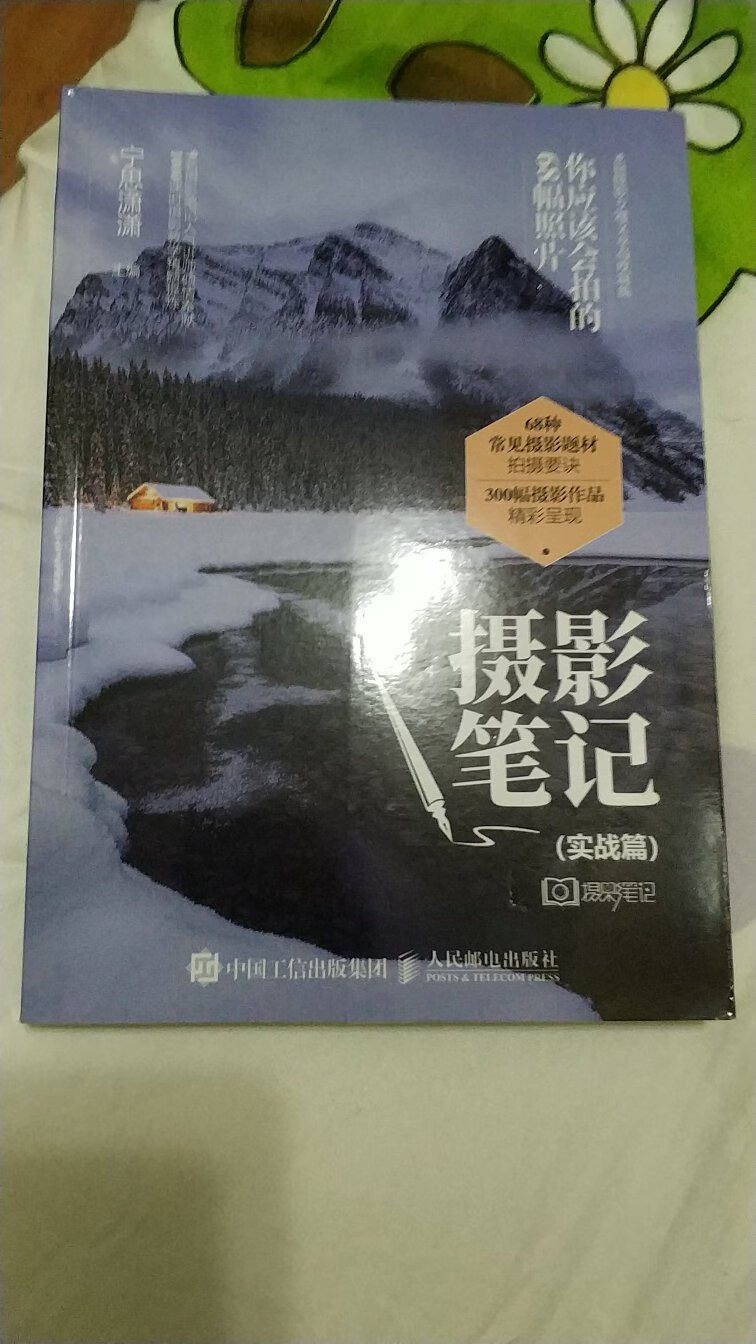 宁思潇潇
主编
你应该会拍的
幅照片
68种
常见摄影题材
拍摄要诀
300幅摄影作品
精彩呈现
摄影
笔记
(实战篇)
摄影笔记
中国工信出版集团
人民邮电出版社
POSTS & TELECOM PRESS